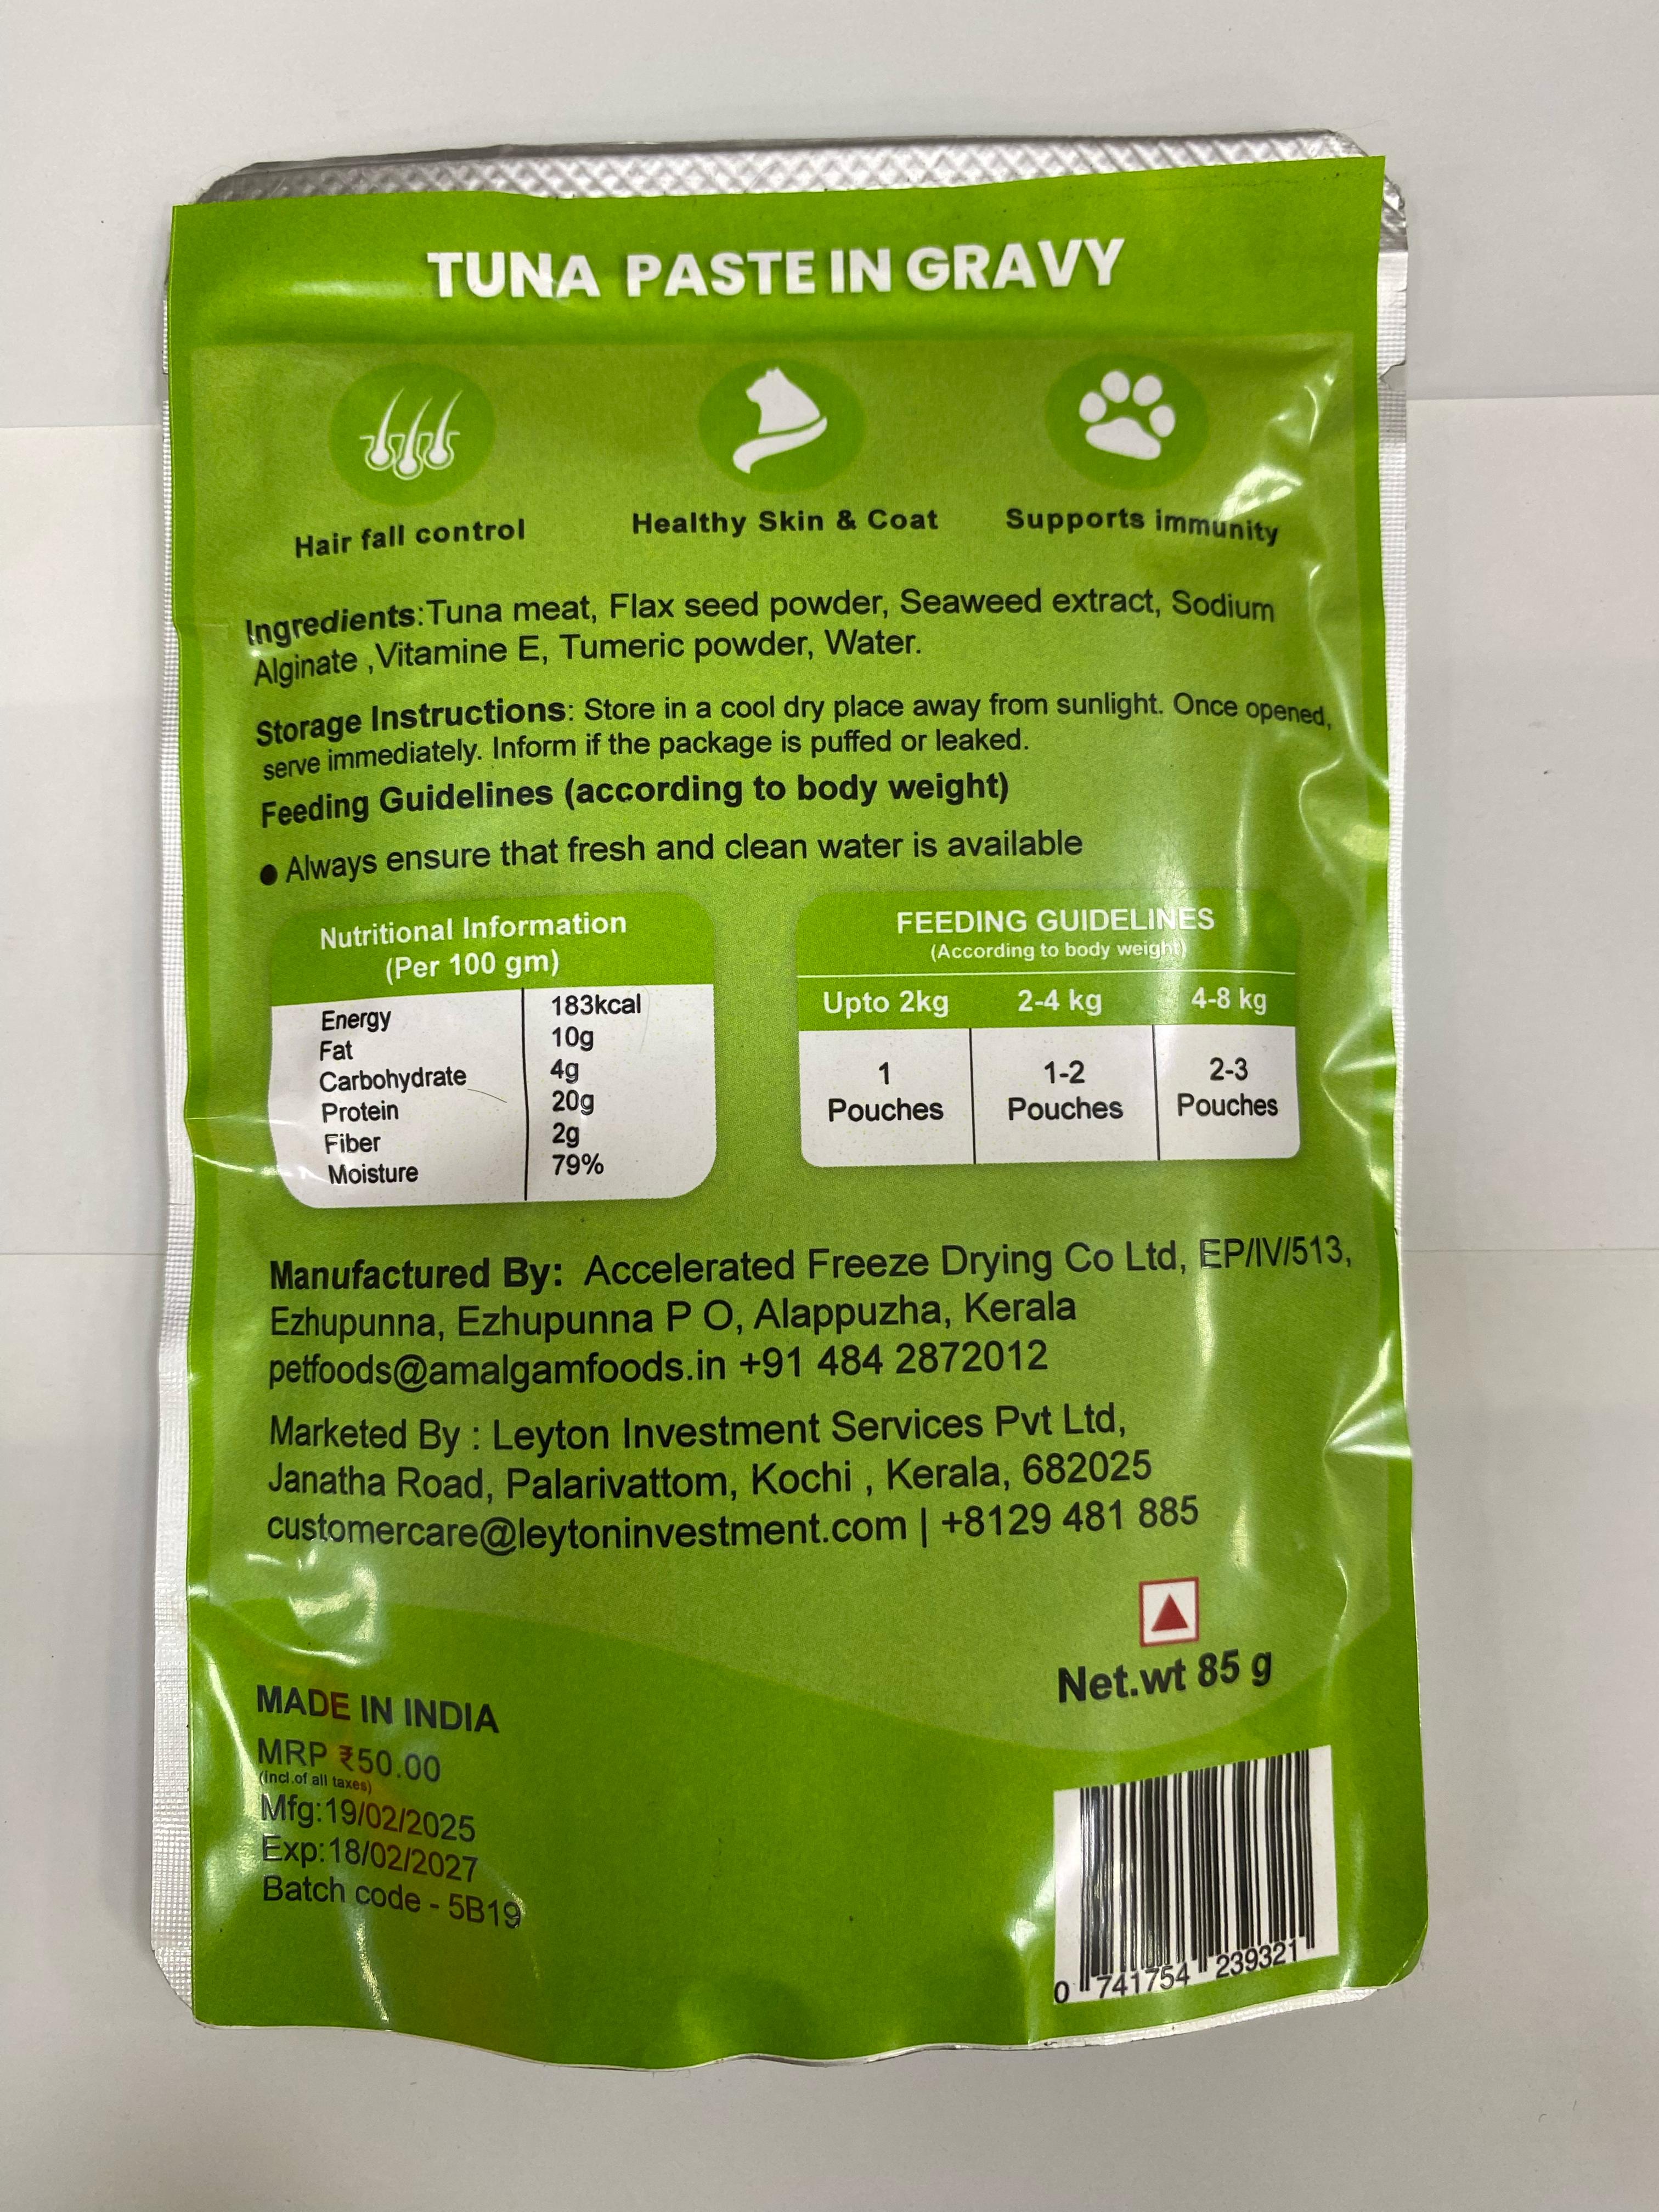 TUNA PASTE IN GRAVY
Hair fall control
Healthy Skin & Coat
Supports immunity
Ingredients:Tuna meat, Flax seed powder, Seaweed extract, Sodium
Alginate ,Vitamine E, Tumeric powder, Water.
Storage Instructions: Store in a cool dry place away from sunlight. Once opened,
serve immediately. Inform if the package is puffed or leaked.
Feeding Guidelines (according to body weight)
● Always ensure that fresh and clean water is available
Nutritional Information
(Per 100 gm)
Energy 183kcal
Fat 10g
Carbohydrate 4g
Protein 20g
Fiber 2g
Moisture 79%
FEEDING GUIDELINES
(According to body weight)
Upto 2kg 2-4 kg 4-8 kg
1 1-2 2-3
Pouches Pouches Pouches
Manufactured By: Accelerated Freeze Drying Co Ltd, EP/IV/513,
Ezhupunna, Ezhupunna P O, Alappuzha, Kerala
petfoods@amalgamfoods.in +91 484 2872012
Marketed By : Leyton Investment Services Pvt Ltd,
Janatha Road, Palarivattom, Kochi , Kerala, 682025
customercare@leytoninvestment.com | +8129 481 885
Net.wt 85 g
MADE IN INDIA
MRP ₹50.00
(incl.of all taxes)
Mfg:19/02/2025
Exp:18/02/2027
Batch code - 5B19
0 741754 239321